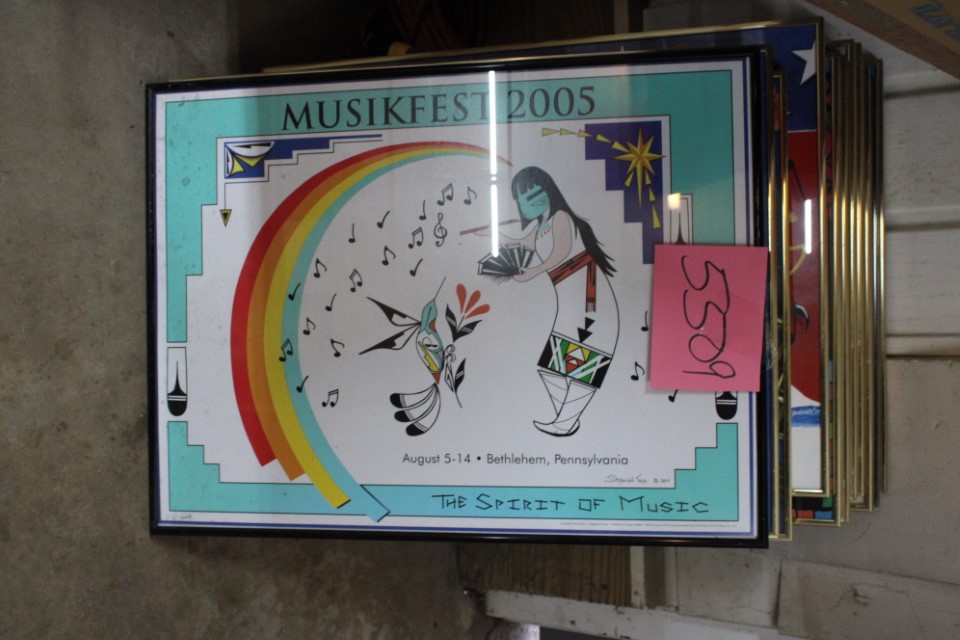 MUSIKFEST 2005
August 5-14 • Bethlehem, Pennsylvania
THE SPIRIT OF MUSIC
5509